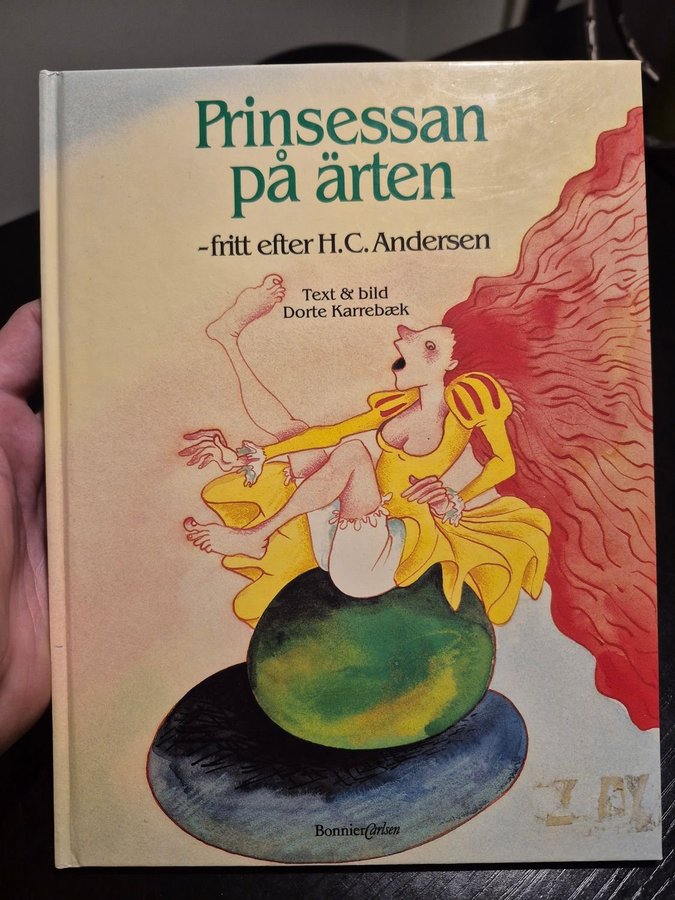 Prinsessan
på ärten
–fritt efter H.C. Andersen
Text & bild
Dorte Karrebæk
BonnierCarlsen